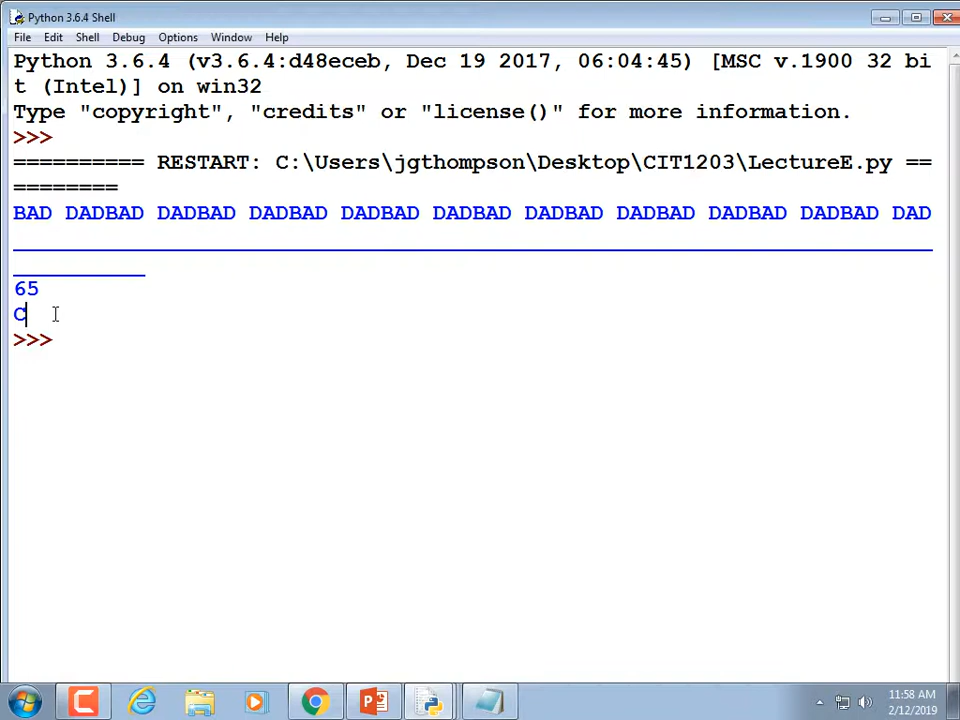 Python 3.6.4 Shell
File Edit Shell Debug Options Window Help
Python 3.6.4 (v3.6.4:d48eceb, Dec 19 2017, 06:04:45) [MSC v.1900 32 bi
t (Intel)] on win32
Type "copyright", "credits" or "license()" for more information.
>>>
========== RESTART: C:\Users\jgthompson\Desktop\CIT1203\LectureE.py ==
========
BAD DADBAD DADBAD DADBAD DADBAD DADBAD DADBAD DADBAD DADBAD DADBAD DAD
______________________________________________________________________
__________
65
C
>>>
11:58 AM
2/12/2019